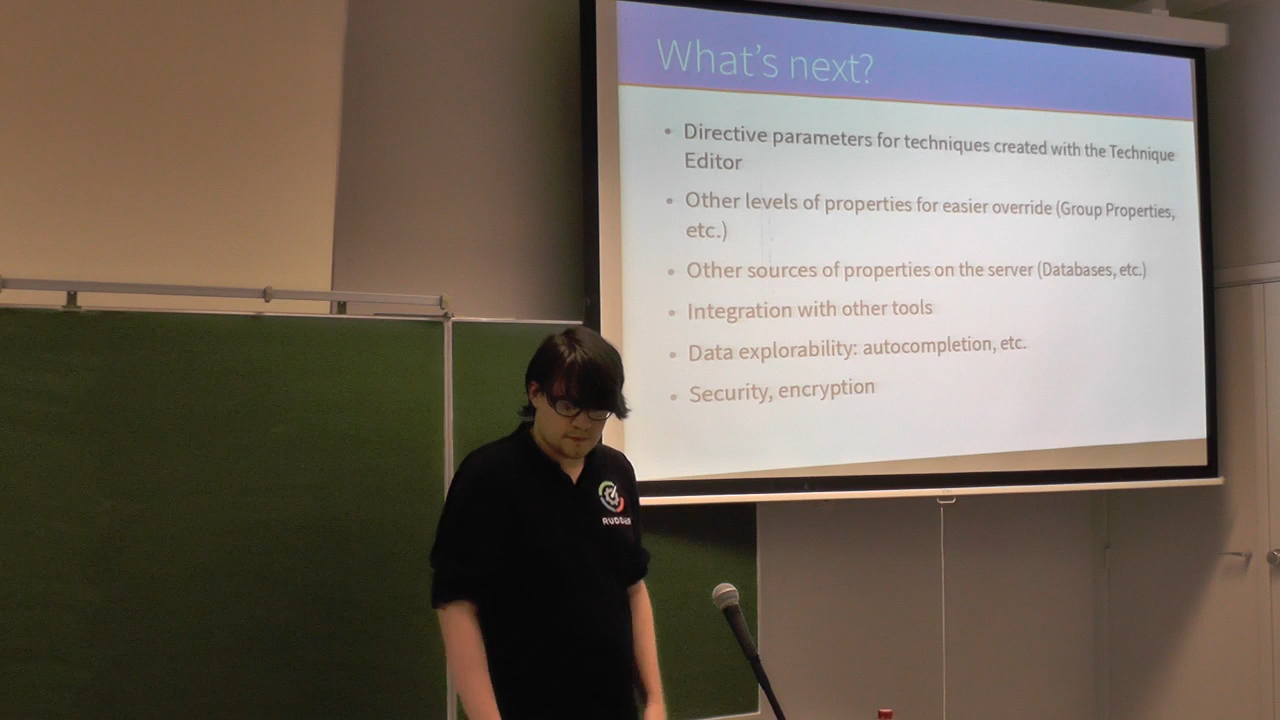 What's next?
• Directive parameters for techniques created with the Technique
Editor
• Other levels of properties for easier override (Group Properties,
etc.)
• Other sources of properties on the server (Databases, etc.)
• Integration with other tools
• Data explorability: autocompletion, etc.
• Security, encryption
RUDDER